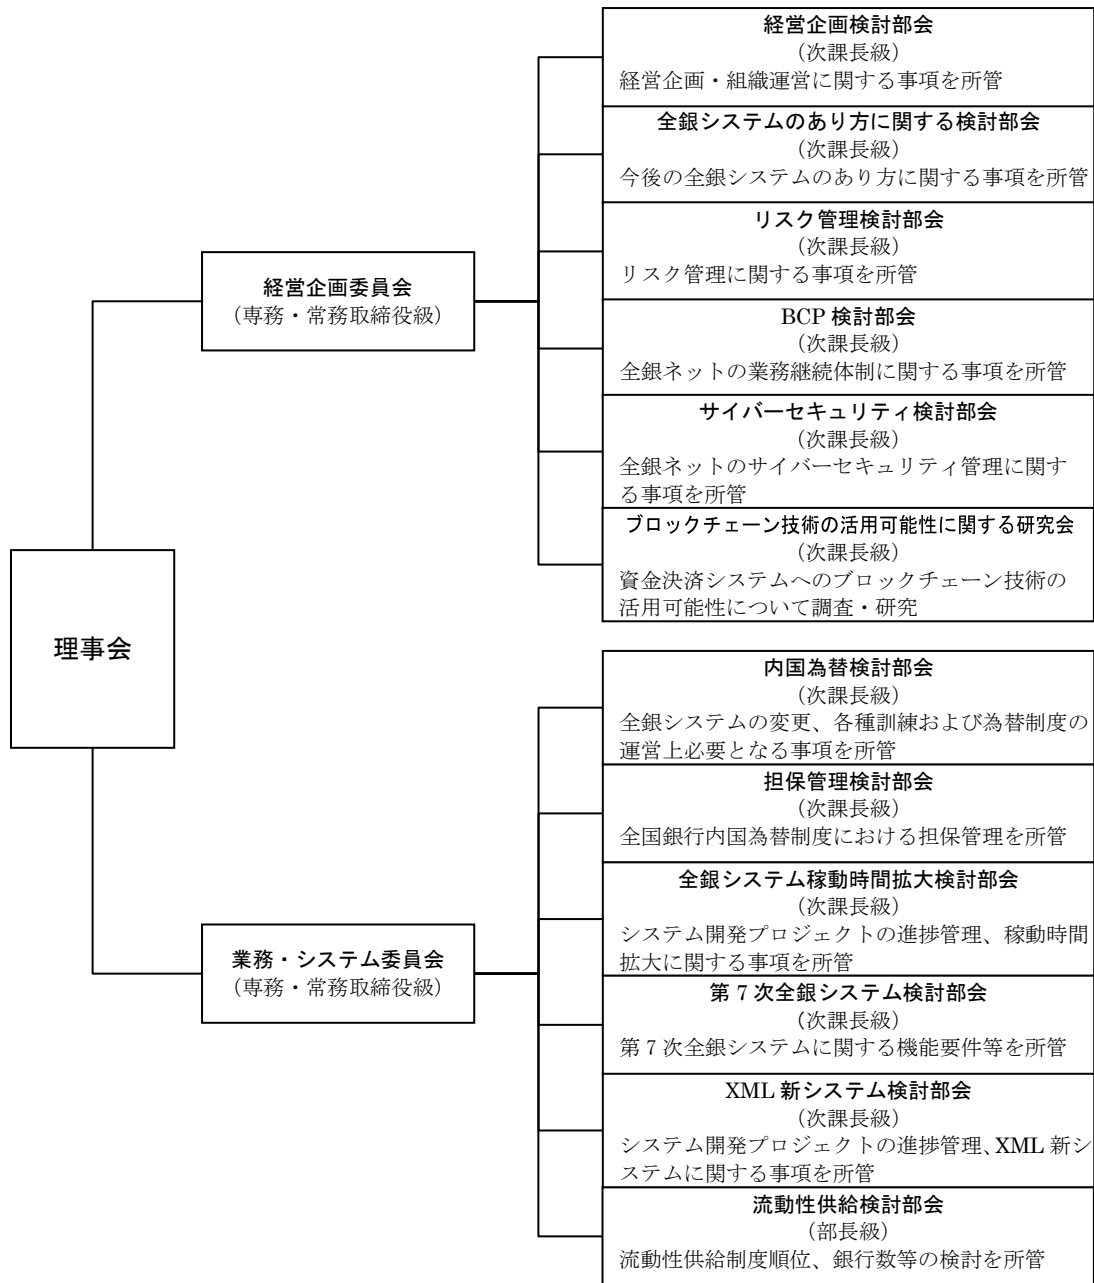 経営企画検討部会
（次課長級）
経営企画・組織運営に関する事項を所管
全銀システムのあり方に関する検討部会
（次課長級）
今後の全銀システムのあり方に関する事項を所管
リスク管理検討部会
（次課長級）
リスク管理に関する事項を所管
経営企画委員会
（専務・常務取締役級）
BCP 検討部会
（次課長級）
全銀ネットの業務継続体制に関する事項を所管
サイバーセキュリティ検討部会
（次課長級）
全銀ネットのサイバーセキュリティ管理に関す
る事項を所管
ブロックチェーン技術の活用可能性に関する研究会
（次課長級）
資金決済システムへのブロックチェーン技術の
活用可能性について調査・研究
理事会
内国為替検討部会
（次課長級）
全銀システムの変更、各種訓練および為替制度の
運営上必要となる事項を所管
担保管理検討部会
（次課長級）
全国銀行内国為替制度における担保管理を所管
全銀システム稼動時間拡大検討部会
（次課長級）
システム開発プロジェクトの進捗管理、稼動時間
拡大に関する事項を所管
業務・システム委員会
（専務・常務取締役級）
第 7 次全銀システム検討部会
（次課長級）
第 7 次全銀システムに関する機能要件等を所管
XML 新システム検討部会
（次課長級）
システム開発プロジェクトの進捗管理、XML 新シ
ステムに関する事項を所管
流動性供給検討部会
（部長級）
流動性供給制度順位、銀行数等の検討を所管